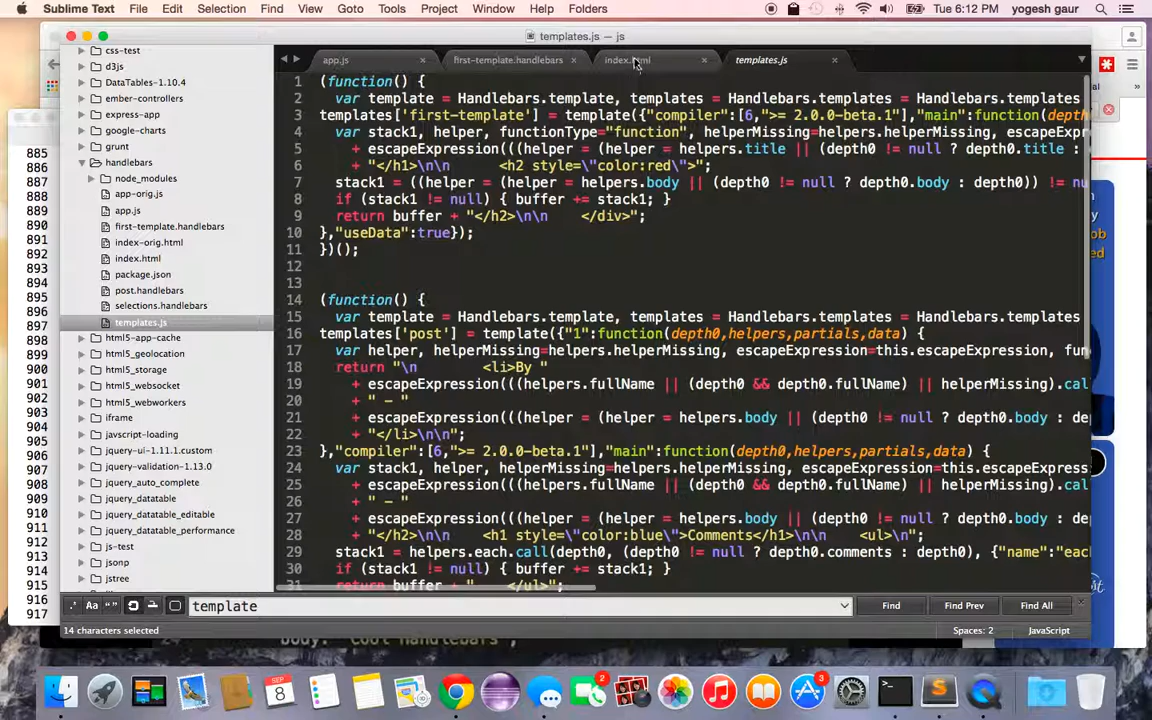 Sublime Text File Edit Selection Find View Goto Tools Project Window Help Folders Tue 6:12 PM yogesh gaur
templates.js — js
css-test
d3js
DataTables-1.10.4
ember-controllers
express-app
google-charts
grunt
handlebars
node_modules
app-orig.js
app.js
first-template.handlebars
index-orig.html
index.html
package.json
post.handlebars
selections.handlebars
templates.js
html5-app-cache
html5_geolocation
html5_storage
html5_websocket
html5_webworkers
iframe
javscript-loading
jquery-ui-1.11.1.custom
jquery-validation-1.13.0
jquery_auto_complete
jquery_datatable
jquery_datatable_editable
jquery_datatable_performance
js-test
jsonp
jstree
app.js first-template.handlebars index.html templates.js
1 (function() {
2 var template = Handlebars.template, templates = Handlebars.templates = Handlebars.templates
3 templates['first-template'] = template({"compiler":[6,">= 2.0.0-beta.1"],"main":function(depth
4 var stack1, helper, functionType="function", helperMissing=helpers.helperMissing, escapeExpr
5 + escapeExpression(((helper = (helper = helpers.title || (depth0 != null ? depth0.title :
6 + "</h1>\n\n <h2 style=\"color:red\">";
7 stack1 = ((helper = (helper = helpers.body || (depth0 != null ? depth0.body : depth0)) != nu
8 if (stack1 != null) { buffer += stack1; }
9 return buffer + "</h2>\n\n </div>";
10 },"useData":true});
11 })();
12
13
14 (function() {
15 var template = Handlebars.template, templates = Handlebars.templates = Handlebars.templates
16 templates['post'] = template({"1":function(depth0,helpers,partials,data) {
17 var helper, helperMissing=helpers.helperMissing, escapeExpression=this.escapeExpression, fun
18 return "\n <li>By "
19 + escapeExpression(((helpers.fullName || (depth0 && depth0.fullName) || helperMissing).cal
20 + " - "
21 + escapeExpression(((helper = (helper = helpers.body || (depth0 != null ? depth0.body : de
22 + "</li>\n\n";
23 },"compiler":[6,">= 2.0.0-beta.1"],"main":function(depth0,helpers,partials,data) {
24 var stack1, helper, helperMissing=helpers.helperMissing, escapeExpression=this.escapeExpress
25 + escapeExpression(((helpers.fullName || (depth0 && depth0.fullName) || helperMissing).cal
26 + " - "
27 + escapeExpression(((helper = (helper = helpers.body || (depth0 != null ? depth0.body : de
28 + "</h2>\n\n <h1 style=\"color:blue\">Comments</h1>\n\n <ul>\n";
29 stack1 = helpers.each.call(depth0, (depth0 != null ? depth0.comments : depth0), {"name":"eac
30 if (stack1 != null) { buffer += stack1; }
31 return buffer + " </ul>";
885
886
887
888
889
890
891
892
893
894
895
896
897
898
899
900
901
902
903
904
905
906
907
908
909
910
911
912
913
914
915
916
917
template Find Find Prev Find All
14 characters selected Spaces: 2 JavaScript
body: "Cool handlebars",
SEP
8
2
3